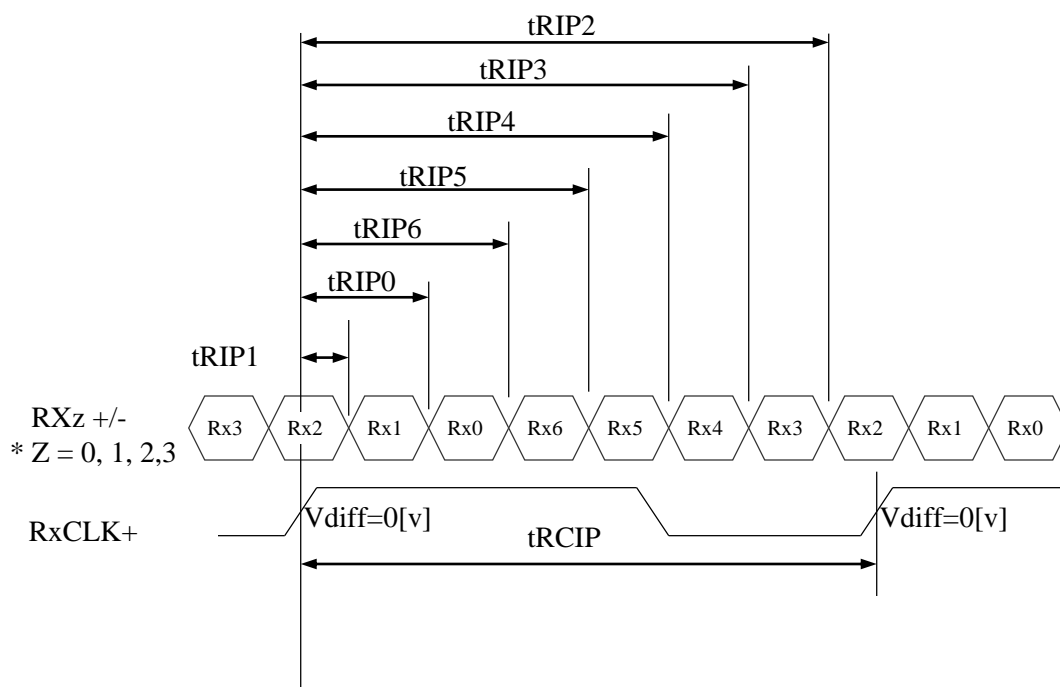 tRIP2
tRIP3
tRIP4
tRIP5
tRIP6
tRIP0
tRIP1
RXz +/-
* Z = 0, 1, 2,3
Rx3 Rx2 Rx1 Rx0 Rx6 Rx5 Rx4 Rx3 Rx2 Rx1 Rx0
RxCLK+
Vdiff=0[v] Vdiff=0[v]
tRCIP